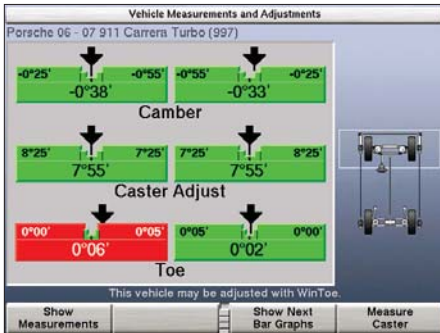 Vehicle Measurements and Adjustments
Porsche 06 - 07 911 Carrera Turbo (997)
-0°25' -0°55' -0°55' -0°25'
-0°38' -0°33'
Camber
8°25' 7°25' 7°25' 8°25'
7°55' 7°55'
Caster Adjust
0°00' 0°05' 0°05' 0°00'
0°06' 0°02'
Toe
This vehicle may be adjusted with WinToe.
Show Measurements
Show Next Bar Graphs
Measure Caster